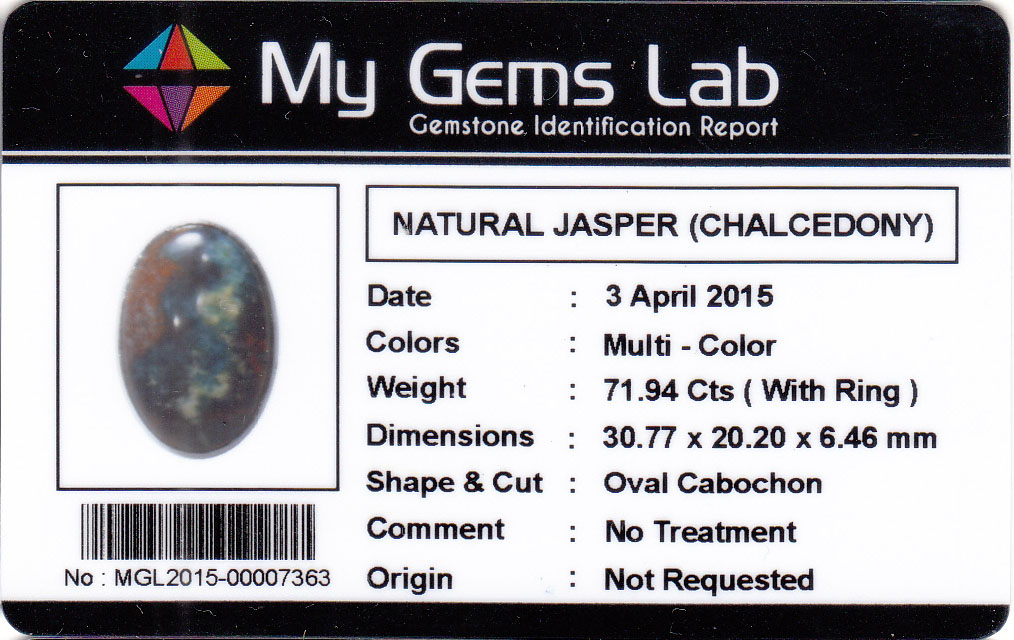 My Gems Lab
Gemstone Identification Report
NATURAL JASPER (CHALCEDONY)
Date : 3 April 2015
Colors : Multi - Color
Weight : 71.94 Cts ( With Ring )
Dimensions : 30.77 x 20.20 x 6.46 mm
Shape & Cut : Oval Cabochon
Comment : No Treatment
Origin : Not Requested
No : MGL2015-00007363